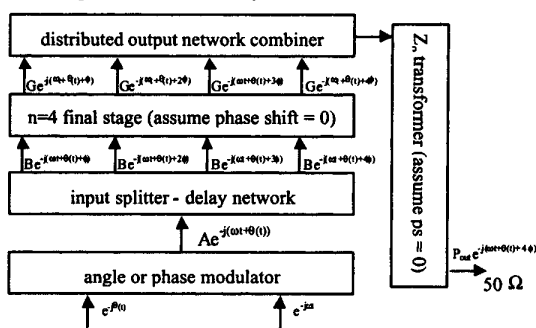 distributed output network combiner
Ge^-j(ωt+θ(t)+ϕ) Ge^-j(ωt+θ(t)+2ϕ) Ge^-j(ωt+θ(t)+3ϕ) Ge^-j(ωt+θ(t)+4ϕ)
n=4 final stage (assume phase shift = 0)
Be^-j(ωt+θ(t)+ϕ) Be^-j(ωt+θ(t)+2ϕ) Be^-j(ωt+θ(t)+3ϕ) Be^-j(ωt+θ(t)+4ϕ)
input splitter - delay network
Ae^-j(ωt+θ(t))
angle or phase modulator
e^-jθ(t) e^-jωt
transformer (assume ps = 0)
P_out e^-j(ωt+θ(t)+4ϕ)
50 Ω